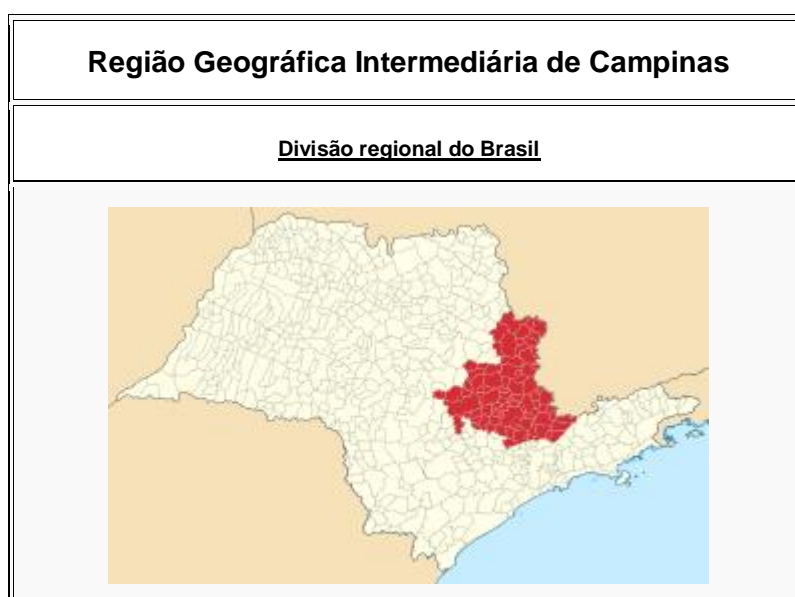 Região Geográfica Intermediária de Campinas
Divisão regional do Brasil